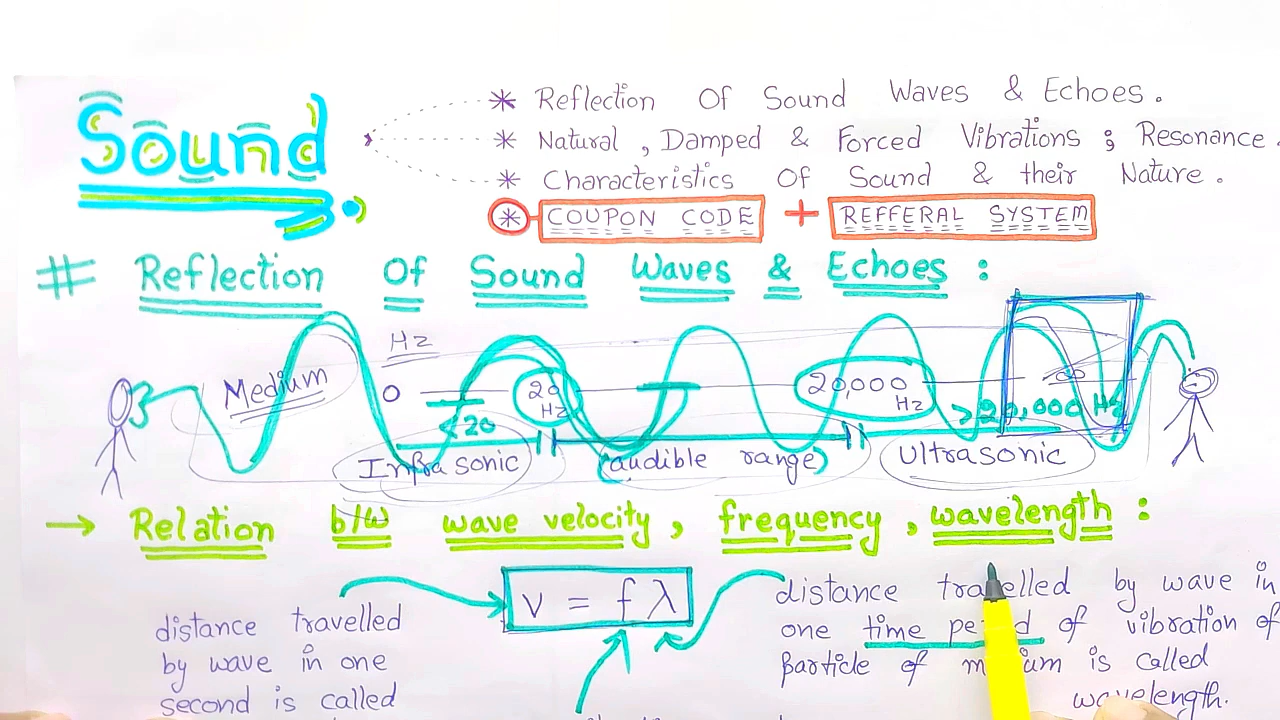 Sound
* Reflection Of Sound Waves & Echoes.
* Natural, Damped & Forced Vibrations ; Resonance.
* Characteristics Of Sound & their Nature.
* COUPON CODE + REFFERAL SYSTEM
# Reflection Of Sound Waves & Echoes :
Hz
Medium
0
20 Hz
20,000 Hz
<20
>20,000 Hz
Infrasonic
(audible range)
Ultrasonic
→ Relation b/w wave velocity, frequency, wavelength :
v = f λ
distance travelled
by wave in one
second is called
distance travelled by wave in
one time period of vibration of
particle of medium is called
wavelength.